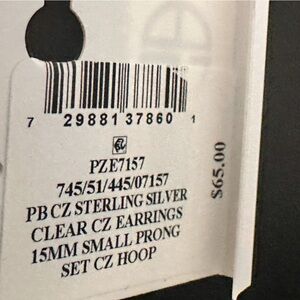 7 29881 37860 1
PZE7157
745/51/445/07157
PB CZ STERLING SILVER
CLEAR CZ EARRINGS
15MM SMALL PRONG
SET CZ HOOP
$65.00